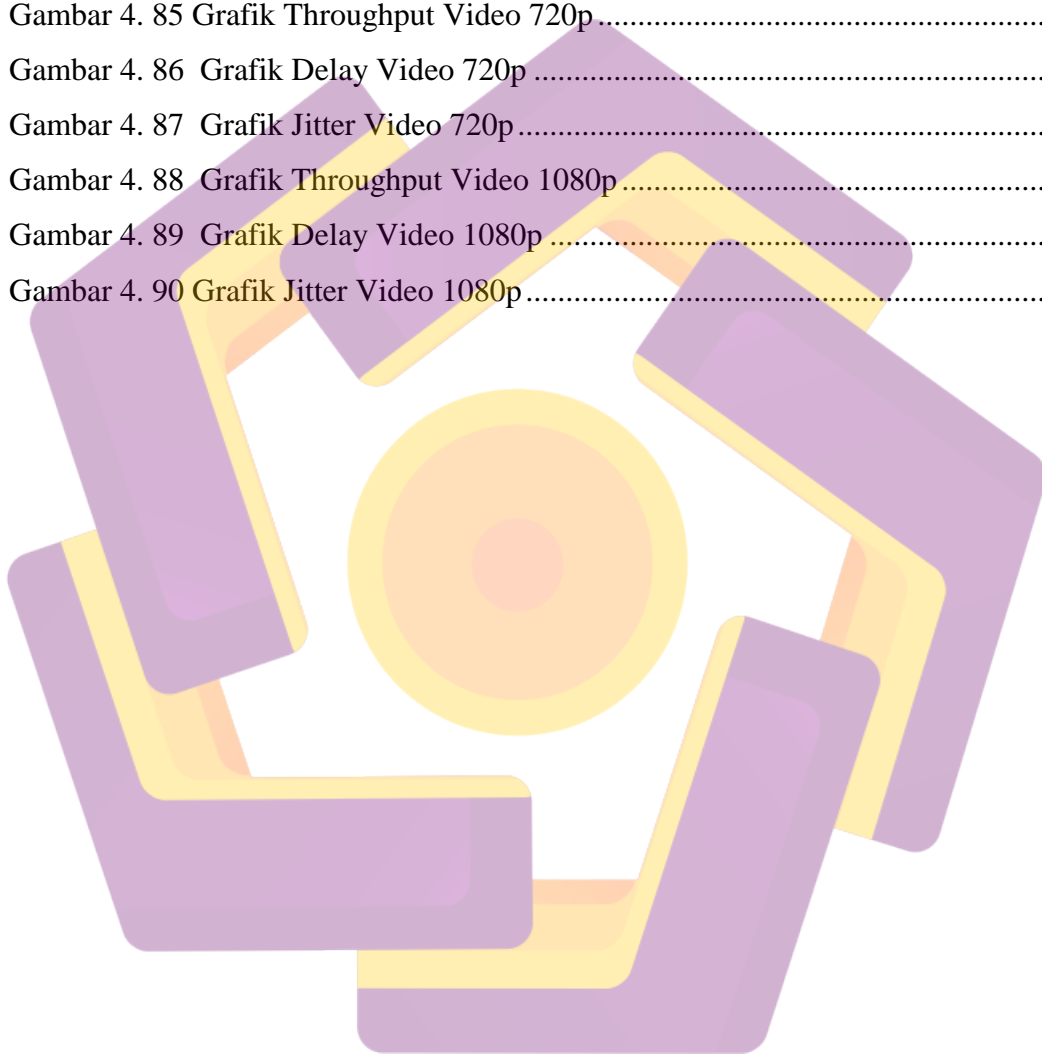 Gambar 4. 85 Grafik Throughput Video 720p ..........................................................
Gambar 4. 86  Grafik Delay Video 720p ..................................................................
Gambar 4. 87  Grafik Jitter Video 720p ....................................................................
Gambar 4. 88  Grafik Throughput Video 1080p .......................................................
Gambar 4. 89  Grafik Delay Video 1080p ................................................................
Gambar 4. 90 Grafik Jitter Video 1080p ...................................................................